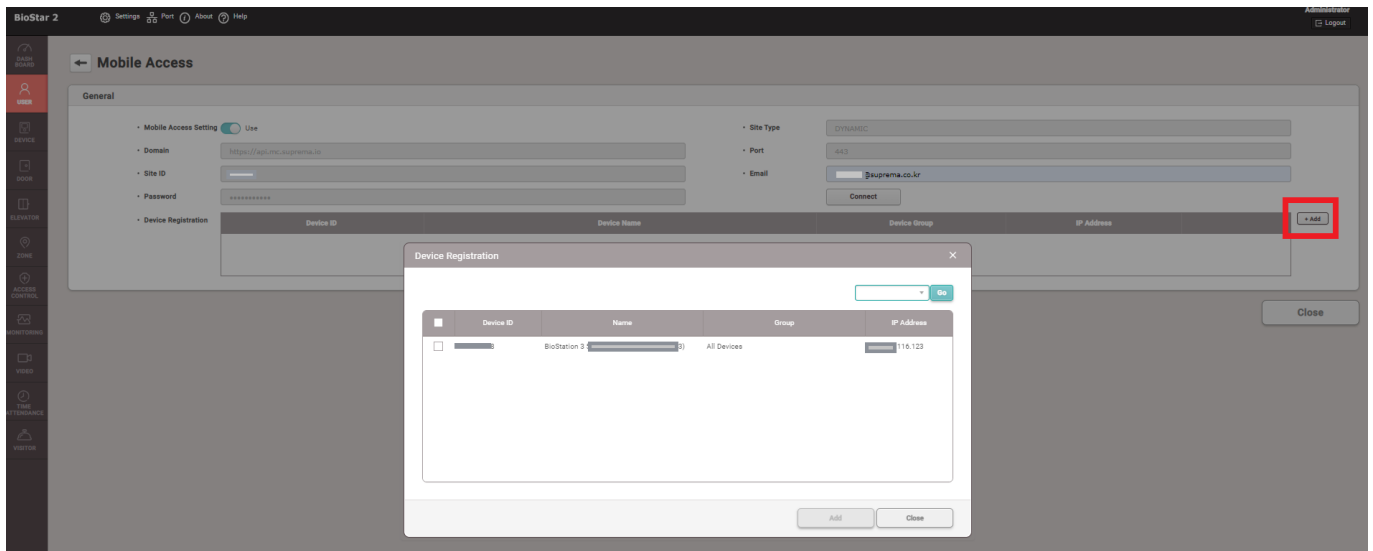 BioStar 2 Settings Port About Help Administrator
Logout
DASH BOARD
Mobile Access
USER
General
DEVICE
Mobile Access Setting Use Site Type DYNAMIC
Domain https://api.mc.suprema.io Port 443
DOOR
Site ID Email @suprema.co.kr
Password ••••••••••• Connect
ELEVATOR
Device Registration Device ID Device Name Device Group IP Address + Add
ZONE
Device Registration ×
ACCESS CONTROL
Go
Close
MONITORING
Device ID Name Group IP Address
8 BioStation 3 3) All Devices 116.123
VIDEO
TIME ATTENDANCE
VISITOR
Add Close